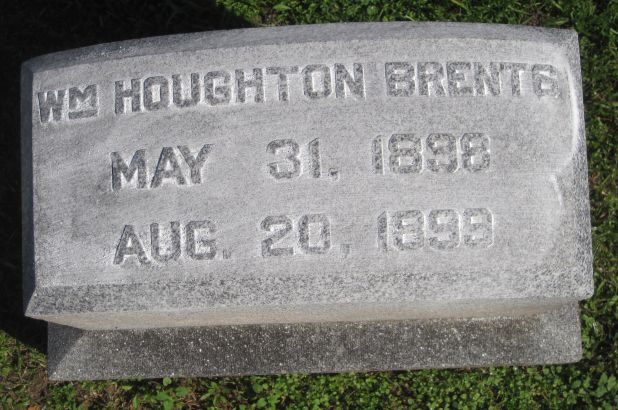 WM HOUGHTON BRENTS
MAY 31, 1898
AUG. 20, 1899